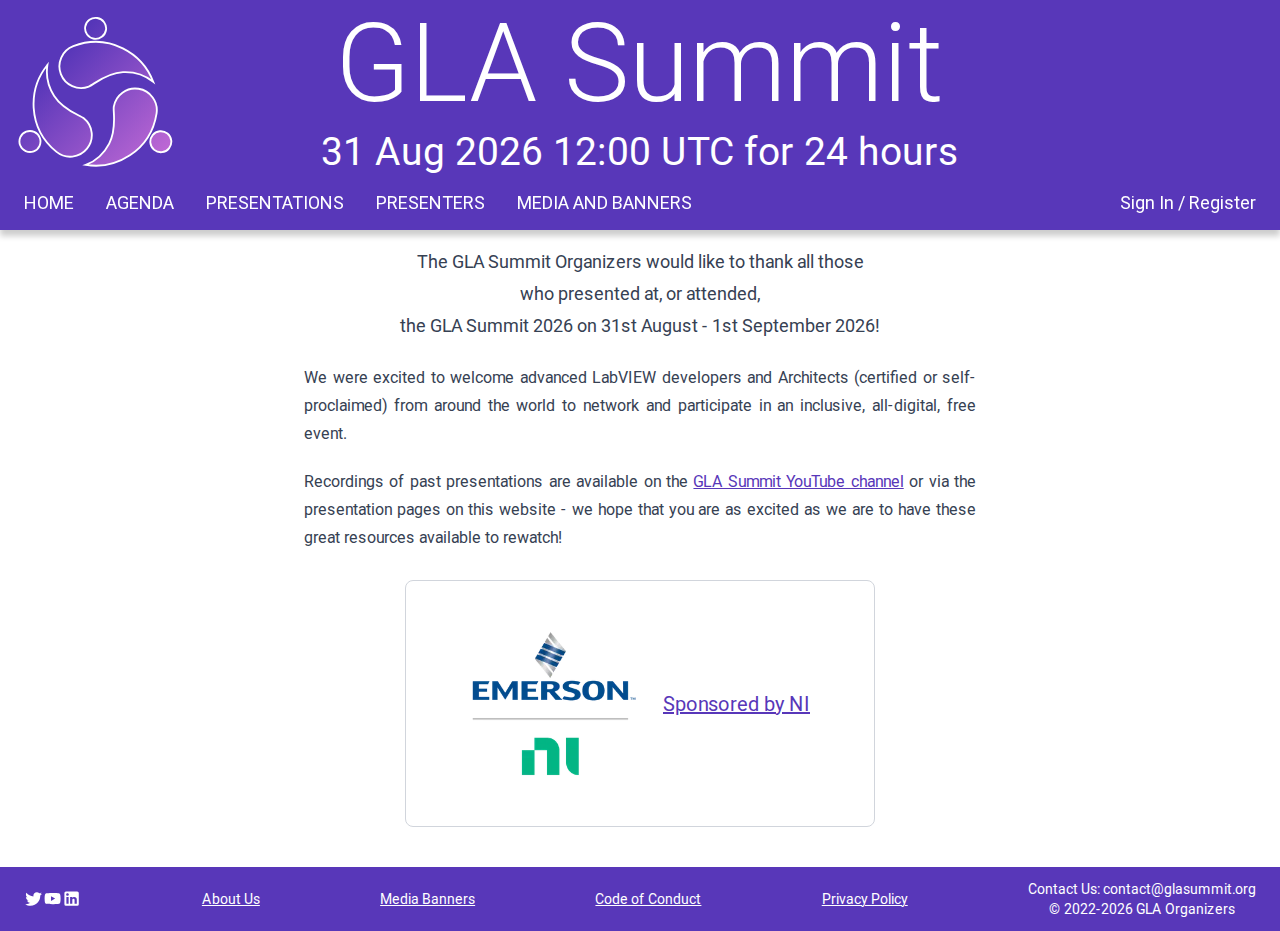 GLA Summit
31 Aug 2026 12:00 UTC for 24 hours
HOME AGENDA PRESENTATIONS PRESENTERS MEDIA AND BANNERS Sign In / Register
The GLA Summit Organizers would like to thank all those
who presented at, or attended,
the GLA Summit 2026 on 31st August - 1st September 2026!
We were excited to welcome advanced LabVIEW developers and Architects (certified or self-
proclaimed) from around the world to network and participate in an inclusive, all-digital, free
event.
Recordings of past presentations are available on the GLA Summit YouTube channel or via the
presentation pages on this website - we hope that you are as excited as we are to have these
great resources available to rewatch!
EMERSON™
ni
Sponsored by NI
About Us Media Banners Code of Conduct Privacy Policy
Contact Us: contact@glasummit.org
© 2022-2026 GLA Organizers